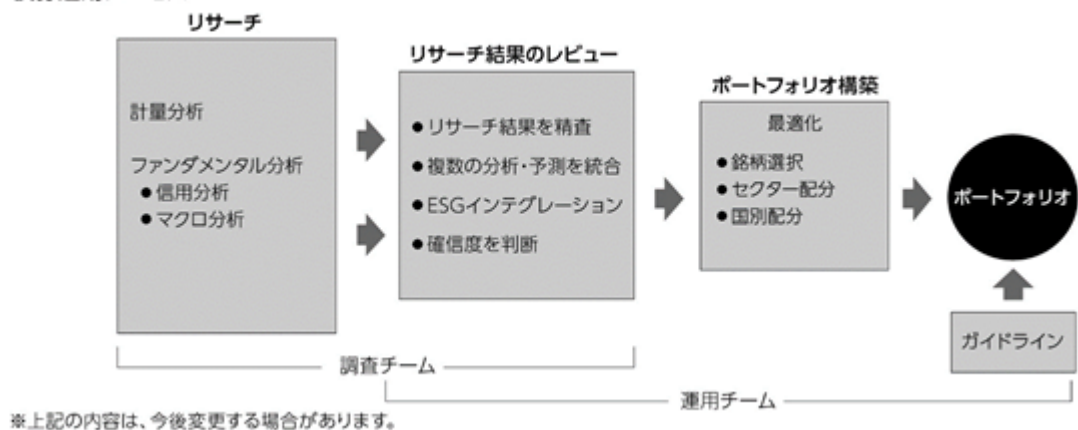 リサーチ
計量分析
ファンダメンタル分析
●信用分析
●マクロ分析
リサーチ結果のレビュー
●リサーチ結果を精査
●複数の分析・予測を統合
●ESGインテグレーション
●確信度を判断
ポートフォリオ構築
最適化
●銘柄選択
●セクター配分
●国別配分
ポートフォリオ
ガイドライン
調査チーム
運用チーム
※上記の内容は、今後変更する場合があります。